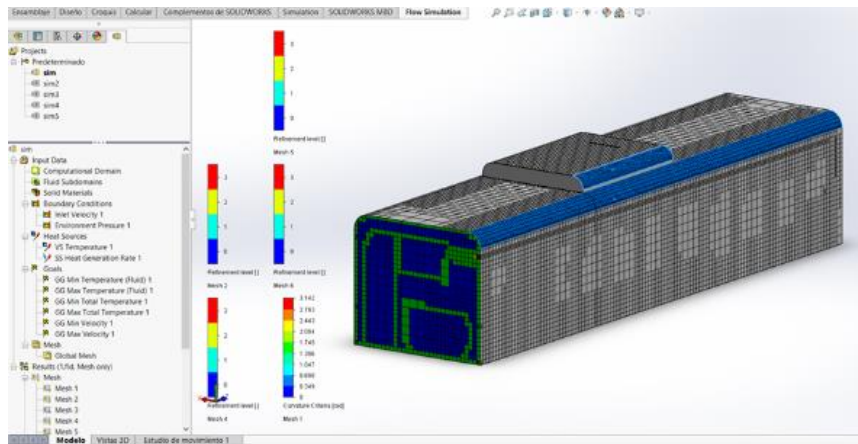 Ensamblaje Diseño Croquis Calcular Complementos de SOLIDWORKS Simulation SOLIDWORKS MBD Flow Simulation
Projects
Predeterminado
sim
sim2
sim3
sim4
sim5
sim
Input Data
Computational Domain
Fluid Subdomains
Solid Materials
Boundary Conditions
Inlet Velocity 1
Environment Pressure 1
Heat Sources
VS Temperature 1
SS Heat Generation Rate 1
Goals
GG Min Temperature (Fluid) 1
GG Max Temperature (Fluid) 1
GG Min Total Temperature 1
GG Max Total Temperature 1
GG Min Velocity 1
GG Max Velocity 1
Mesh
Global Mesh
Mesh
Mesh 1
Mesh 2
Mesh 3
Mesh 4
Mesh 5
3
2
1
0
Refinement level []
Mesh 5
3
2
1
0
Refinement level []
Mesh 2
3
2
1
0
Refinement level []
Mesh 6
3
2
1
0
Refinement level []
Mesh 4
3.142
2.793
2.443
2.094
1.745
1.396
1.047
0.698
0.349
0
Curvature Criteria [rad]
Mesh 1
Modelo Vistas 3D Estudio de movimiento 1